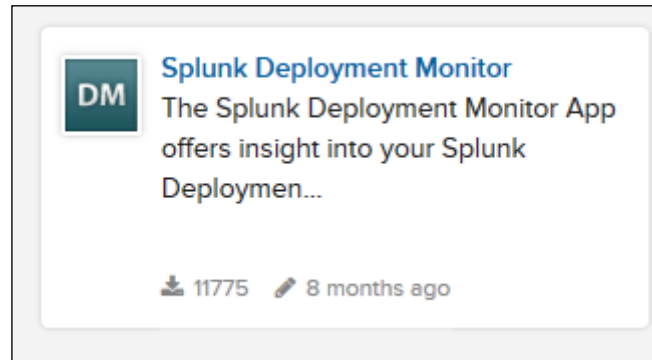 DM
Splunk Deployment Monitor
The Splunk Deployment Monitor App
offers insight into your Splunk
Deploymen...
11775 8 months ago